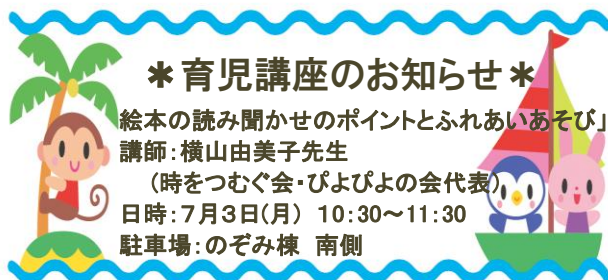 ＊育児講座のお知らせ＊
絵本の読み聞かせのポイントとふれあいあそび」
講師：横山由美子先生
（時をつむぐ会・ぴよぴよの会代表）
日時：７月３日（月） 10：30～11：30
駐車場：のぞみ棟 南側